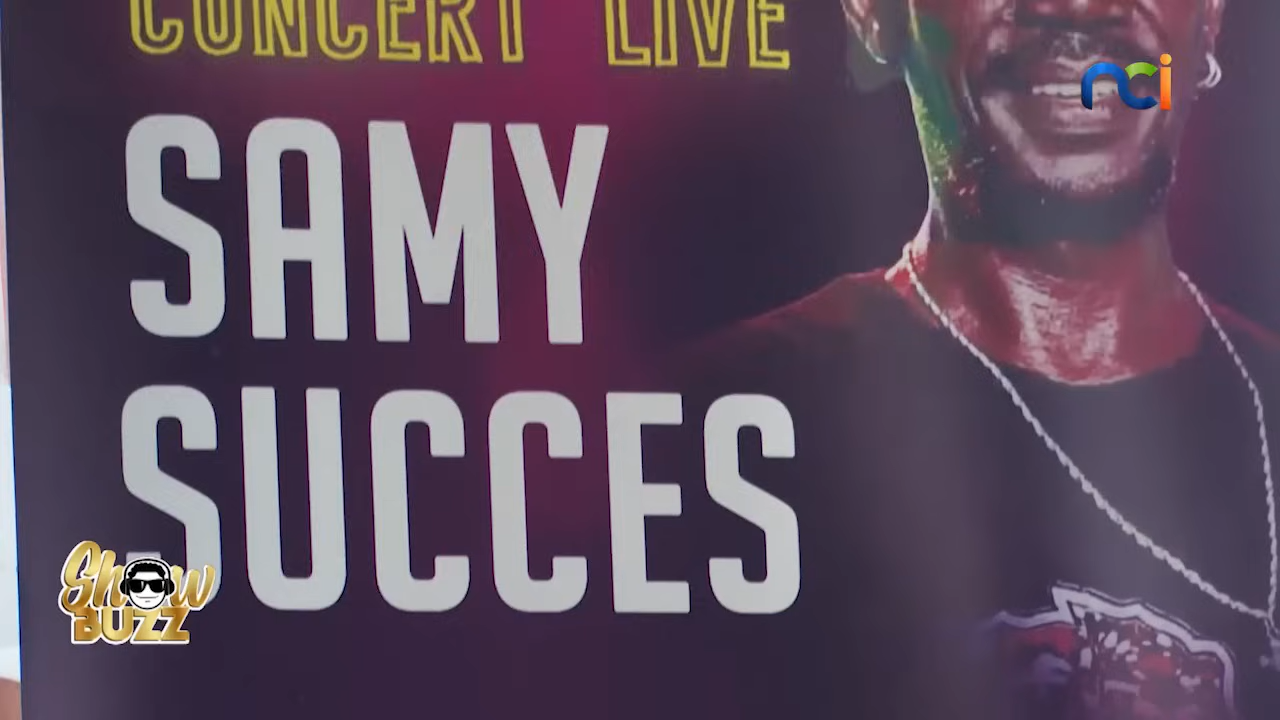 CONCERT LIVE
nci
SAMY
SUCCES
Show
BUZZ